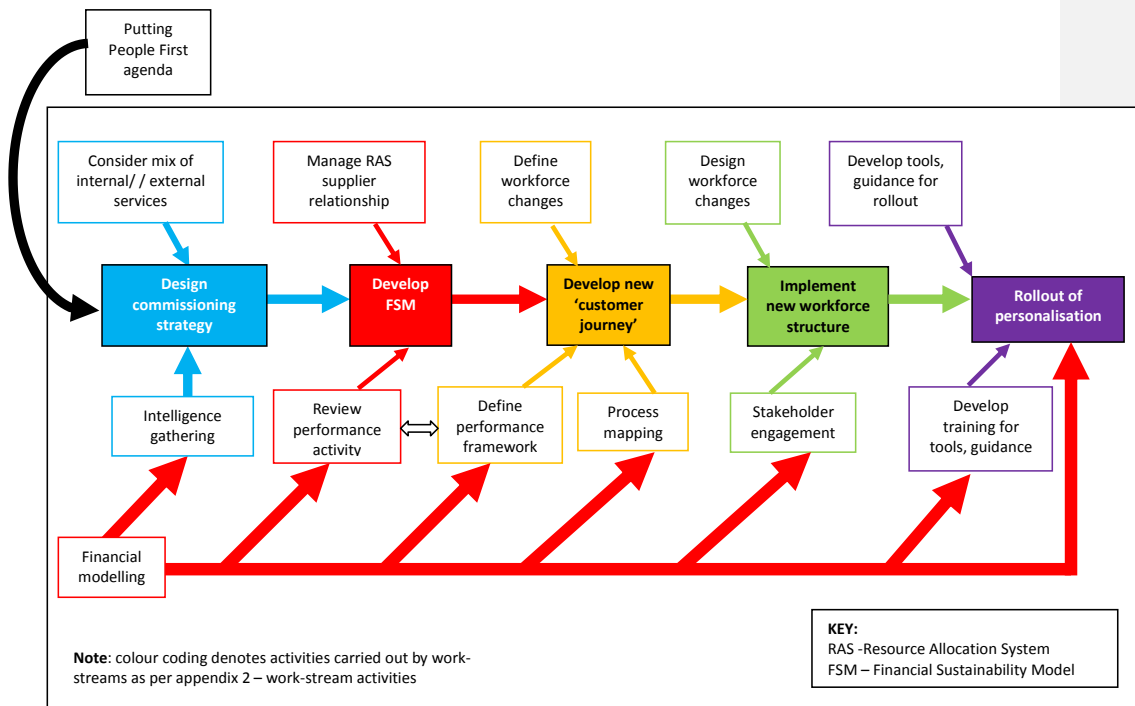 Putting
People First
agenda
Consider mix of
internal/ / external
services
Manage RAS
supplier
relationship
Define
workforce
changes
Design
workforce
changes
Develop tools,
guidance for
rollout
Design
commissioning
strategy
Develop
FSM
Develop new
‘customer
journey’
Implement
new workforce
structure
Rollout of
personalisation
Intelligence
gathering
Review
performance
activity
Define
performance
framework
Process
mapping
Stakeholder
engagement
Develop
training for
tools, guidance
Financial
modelling
Note: colour coding denotes activities carried out by work-
streams as per appendix 2 – work-stream activities
KEY:
RAS -Resource Allocation System
FSM – Financial Sustainability Model